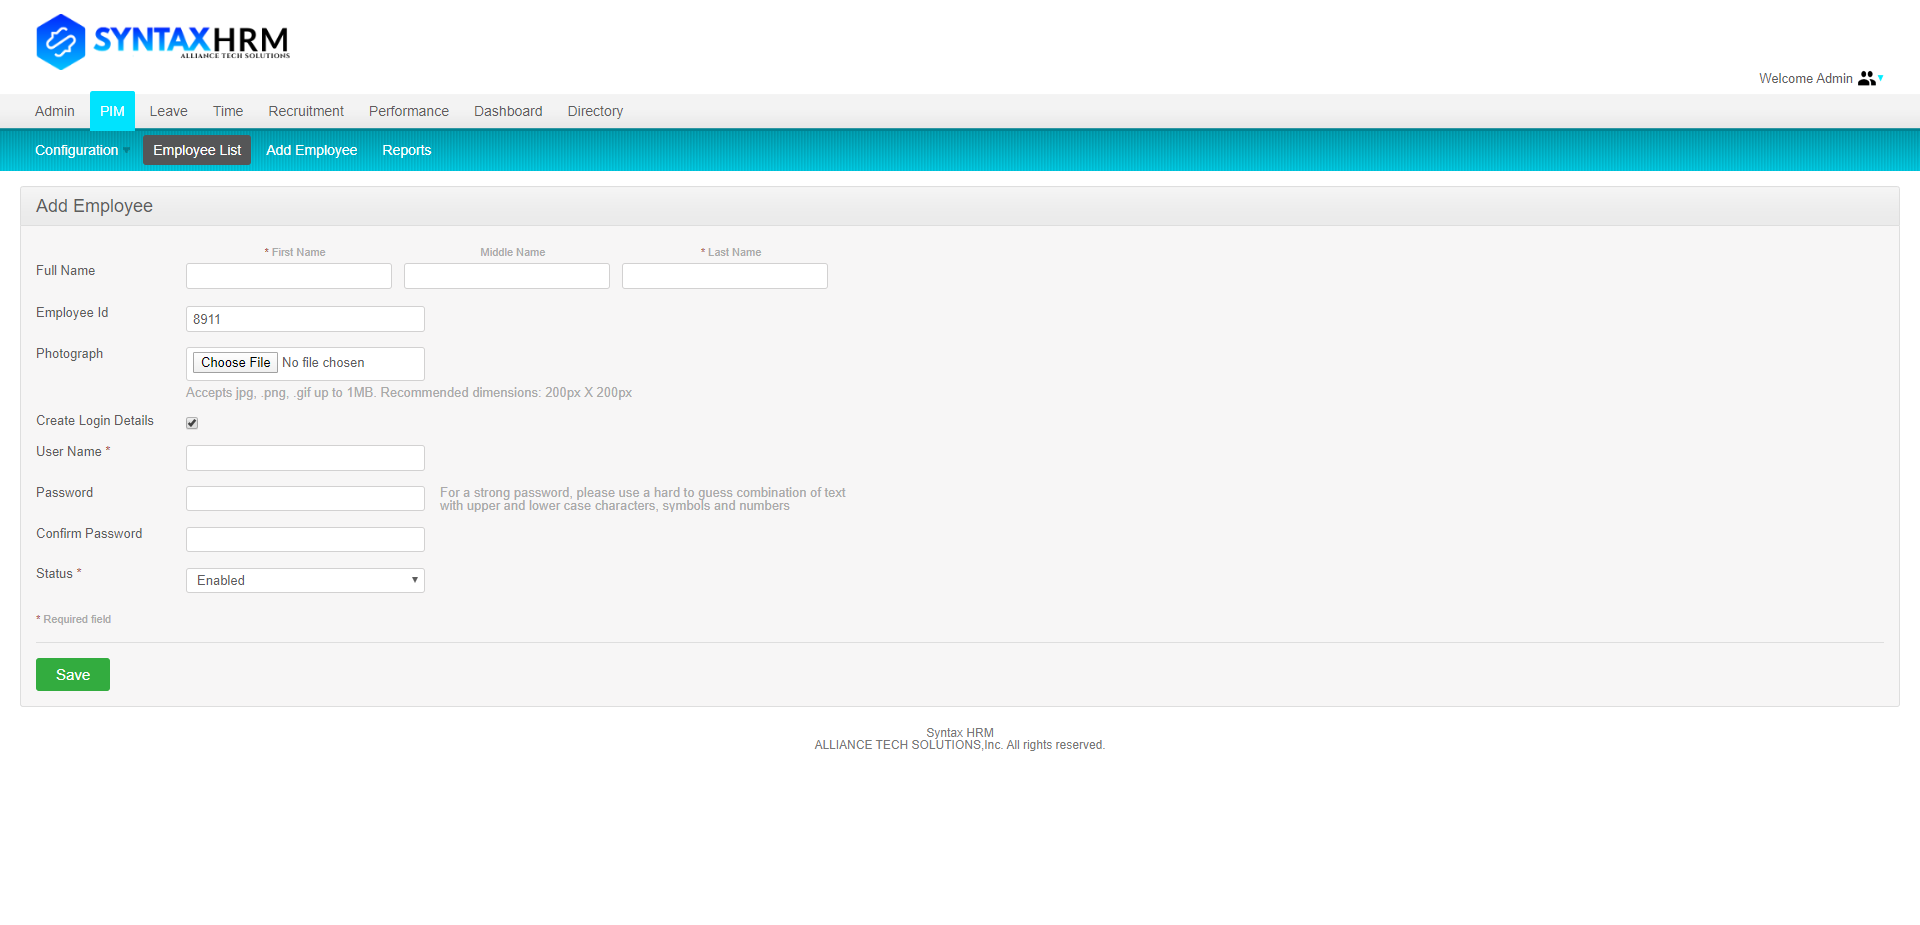 SYNTAXHRM
ALLIANCE TECH SOLUTIONS
Welcome Admin
Admin PIM Leave Time Recruitment Performance Dashboard Directory
Configuration Employee List Add Employee Reports
Add Employee
* First Name Middle Name * Last Name
Full Name
Employee Id 8911
Photograph Choose File No file chosen
Accepts jpg, .png, .gif up to 1MB. Recommended dimensions: 200px X 200px
Create Login Details
User Name *
Password For a strong password, please use a hard to guess combination of text
with upper and lower case characters, symbols and numbers
Confirm Password
Status * Enabled
* Required field
Save
Syntax HRM
ALLIANCE TECH SOLUTIONS,Inc. All rights reserved.